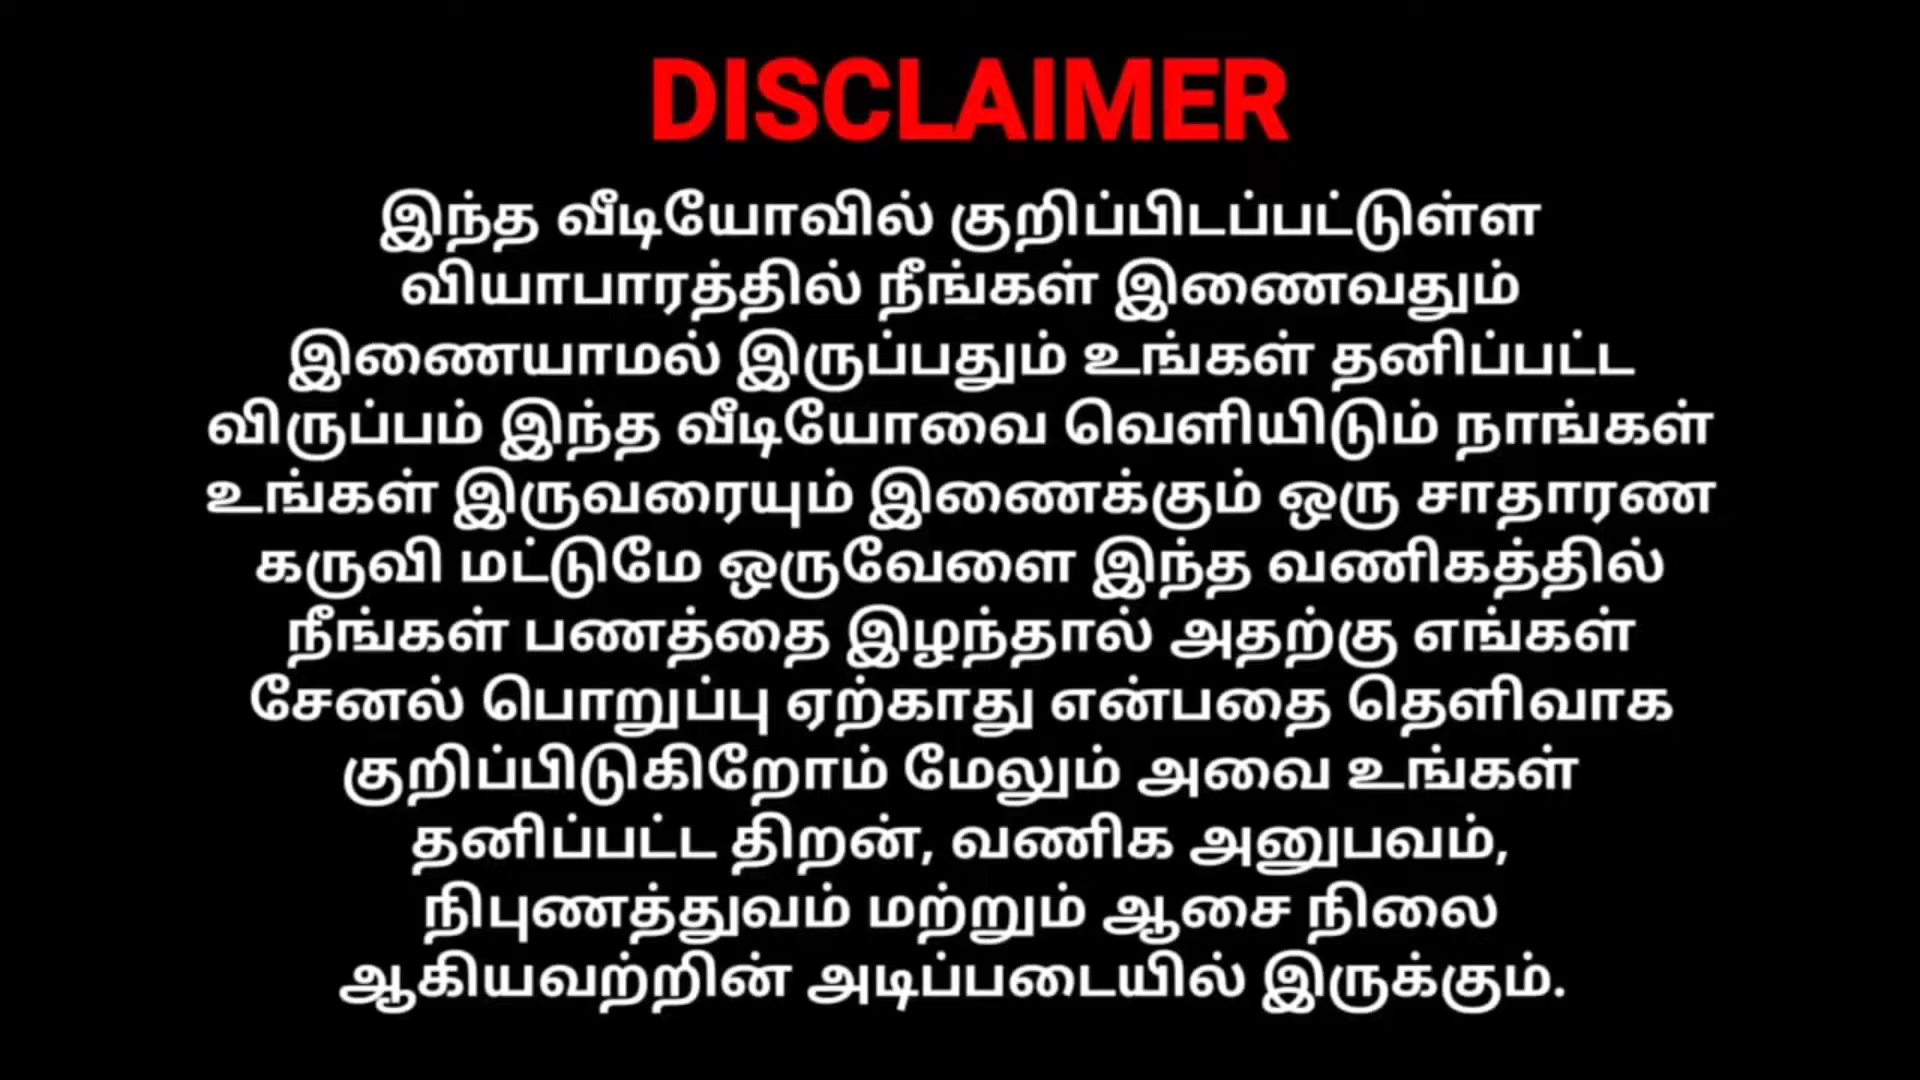 DISCLAIMER
இந்த வீடியோவில் குறிப்பிடப்பட்டுள்ள
வியாபாரத்தில் நீங்கள் இணைவதும்
இணையாமல் இருப்பதும் உங்கள் தனிப்பட்ட
விருப்பம் இந்த வீடியோவை வெளியிடும் நாங்கள்
உங்கள் இருவரையும் இணைக்கும் ஒரு சாதாரண
கருவி மட்டுமே ஒருவேளை இந்த வணிகத்தில்
நீங்கள் பணத்தை இழந்தால் அதற்கு எங்கள்
சேனல் பொறுப்பு ஏற்காது என்பதை தெளிவாக
குறிப்பிடுகிறோம் மேலும் அவை உங்கள்
தனிப்பட்ட திறன், வணிக அனுபவம்,
நிபுணத்துவம் மற்றும் ஆசை நிலை
ஆகியவற்றின் அடிப்படையில் இருக்கும்.